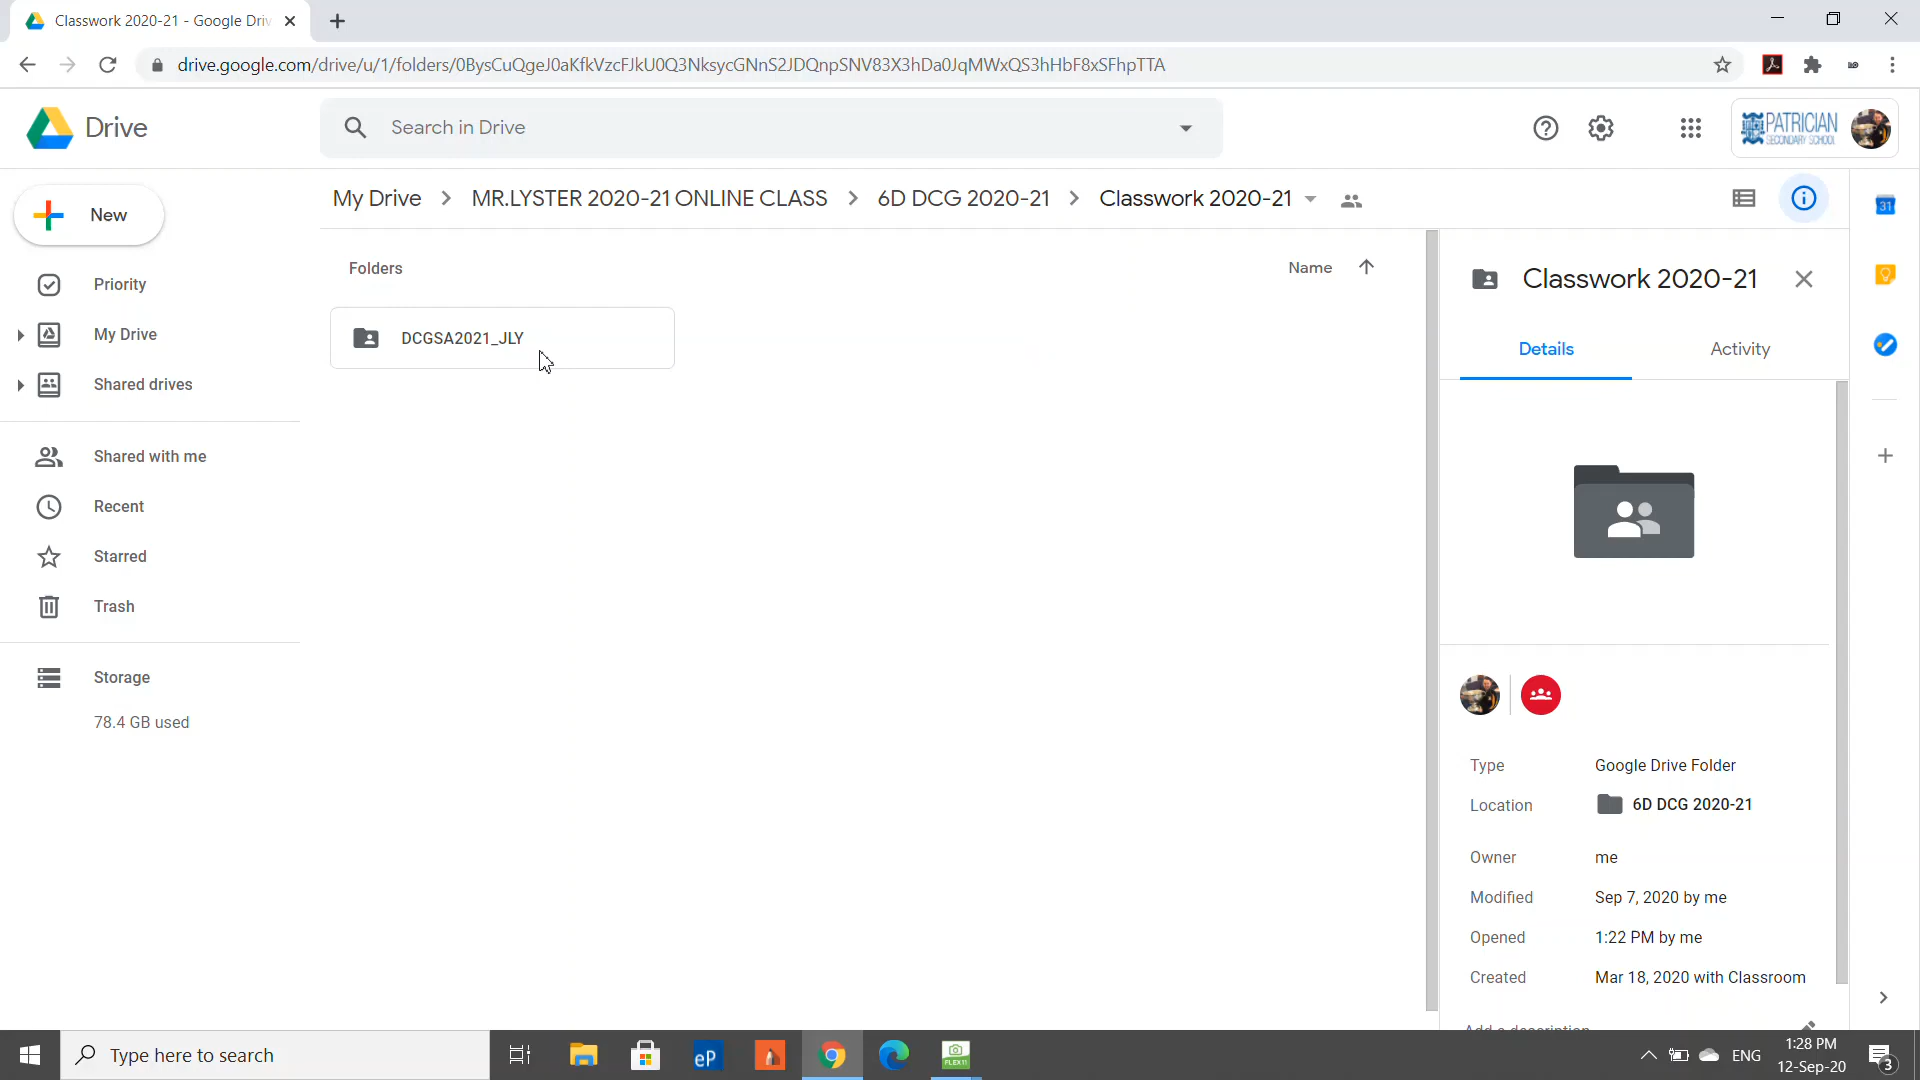 Classwork 2020-21 - Google Driv
drive.google.com/drive/u/1/folders/0BysCuQgeJ0aKfkVzcFJkU0Q3NksycGNnS2JDQnpSNV83X3hDa0JqMWxQS3hHbF8xSFhpTTA
Drive
Search in Drive
PATRICIAN
SECONDARY SCHOOL
New
My Drive > MR.LYSTER 2020-21 ONLINE CLASS > 6D DCG 2020-21 > Classwork 2020-21
31
Priority
My Drive
Shared drives
Shared with me
Recent
Starred
Trash
Storage
78.4 GB used
Folders
Name
DCGSA2021_JLY
Classwork 2020-21
Details
Activity
Type Google Drive Folder
Location 6D DCG 2020-21
Owner me
Modified Sep 7, 2020 by me
Opened 1:22 PM by me
Created Mar 18, 2020 with Classroom
Add a description
Type here to search
eP
FLEX11
ENG
1:28 PM
12-Sep-20
3